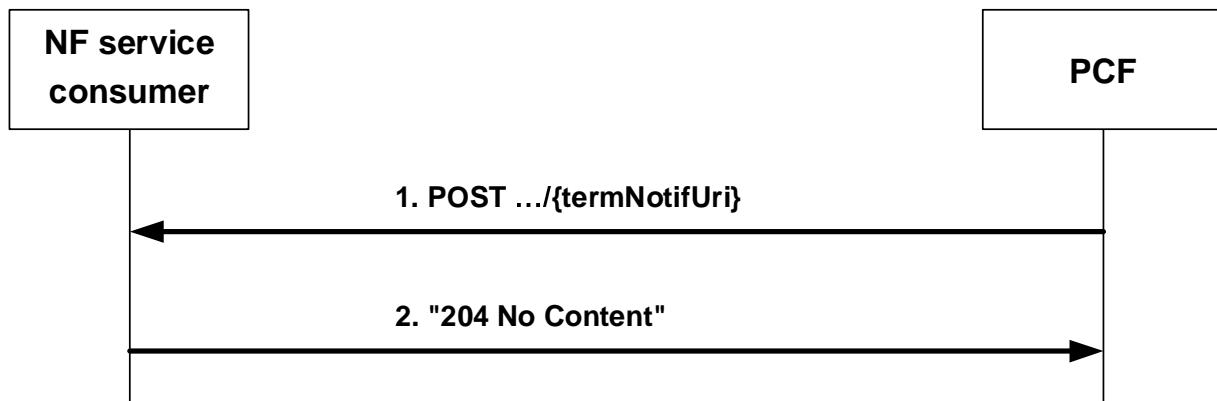 NF service
consumer
PCF
1. POST …/{termNotifUri}
2. "204 No Content"